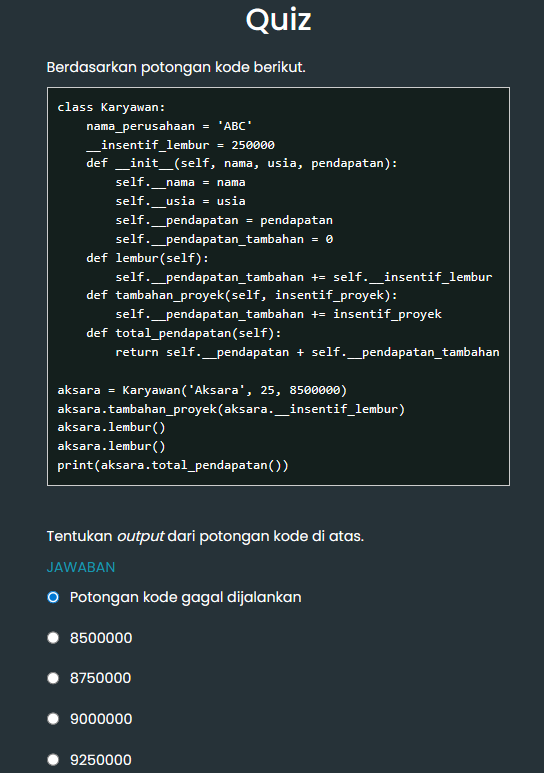 Quiz
Berdasarkan potongan kode berikut.
class Karyawan:
    nama_perusahaan = 'ABC'
    __insentif_lembur = 250000
    def __init__(self, nama, usia, pendapatan):
        self.__nama = nama
        self.__usia = usia
        self.__pendapatan = pendapatan
        self.__pendapatan_tambahan = 0
    def lembur(self):
        self.__pendapatan_tambahan += self.__insentif_lembur
    def tambahan_proyek(self, insentif_proyek):
        self.__pendapatan_tambahan += insentif_proyek
    def total_pendapatan(self):
        return self.__pendapatan + self.__pendapatan_tambahan

aksara = Karyawan('Aksara', 25, 8500000)
aksara.tambahan_proyek(aksara.__insentif_lembur)
aksara.lembur()
aksara.lembur()
print(aksara.total_pendapatan())
Tentukan output dari potongan kode di atas.
JAWABAN
Potongan kode gagal dijalankan
8500000
8750000
9000000
9250000